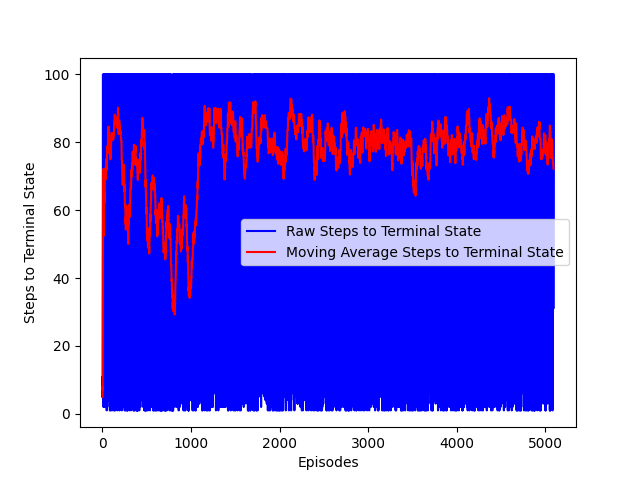 100
80
60
40
20
0
Steps to Terminal State
Raw Steps to Terminal State
Moving Average Steps to Terminal State
0 1000 2000 3000 4000 5000
Episodes